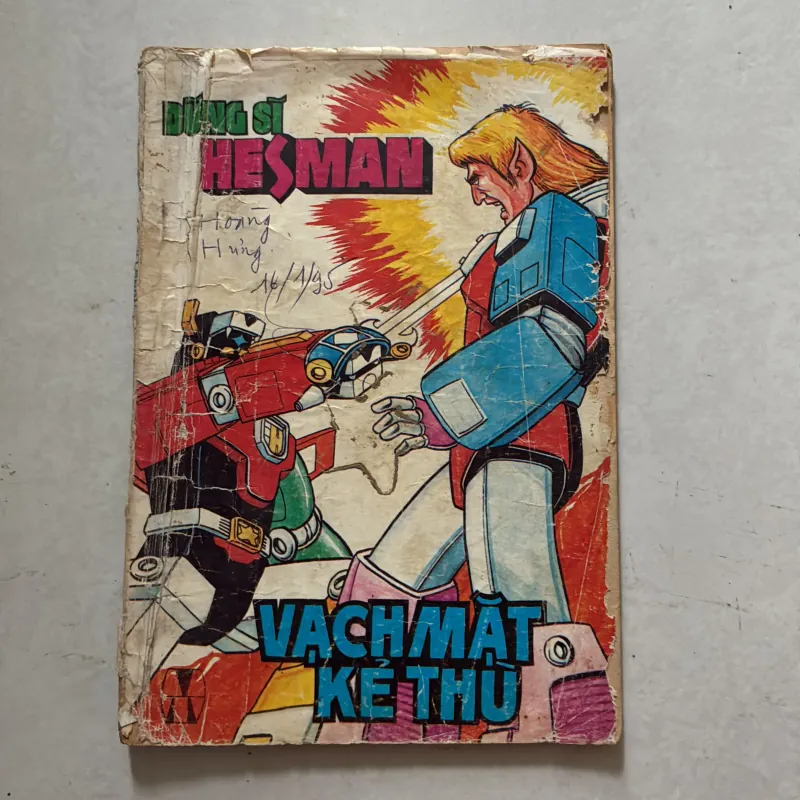 DŨNG SĨ
HESMAN
Hoàng
Hưng
16/1/95
VẠCH MẶT
KẺ THÙ